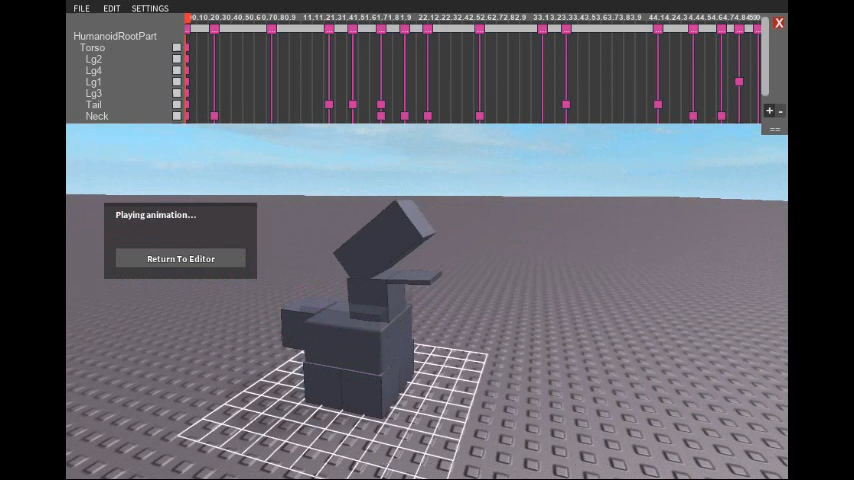 FILE EDIT SETTINGS
X
HumanoidRootPart
Torso
Lg2
Lg4
Lg1
Lg3
Tail
Neck
+ -
==
Playing animation...
Return To Editor